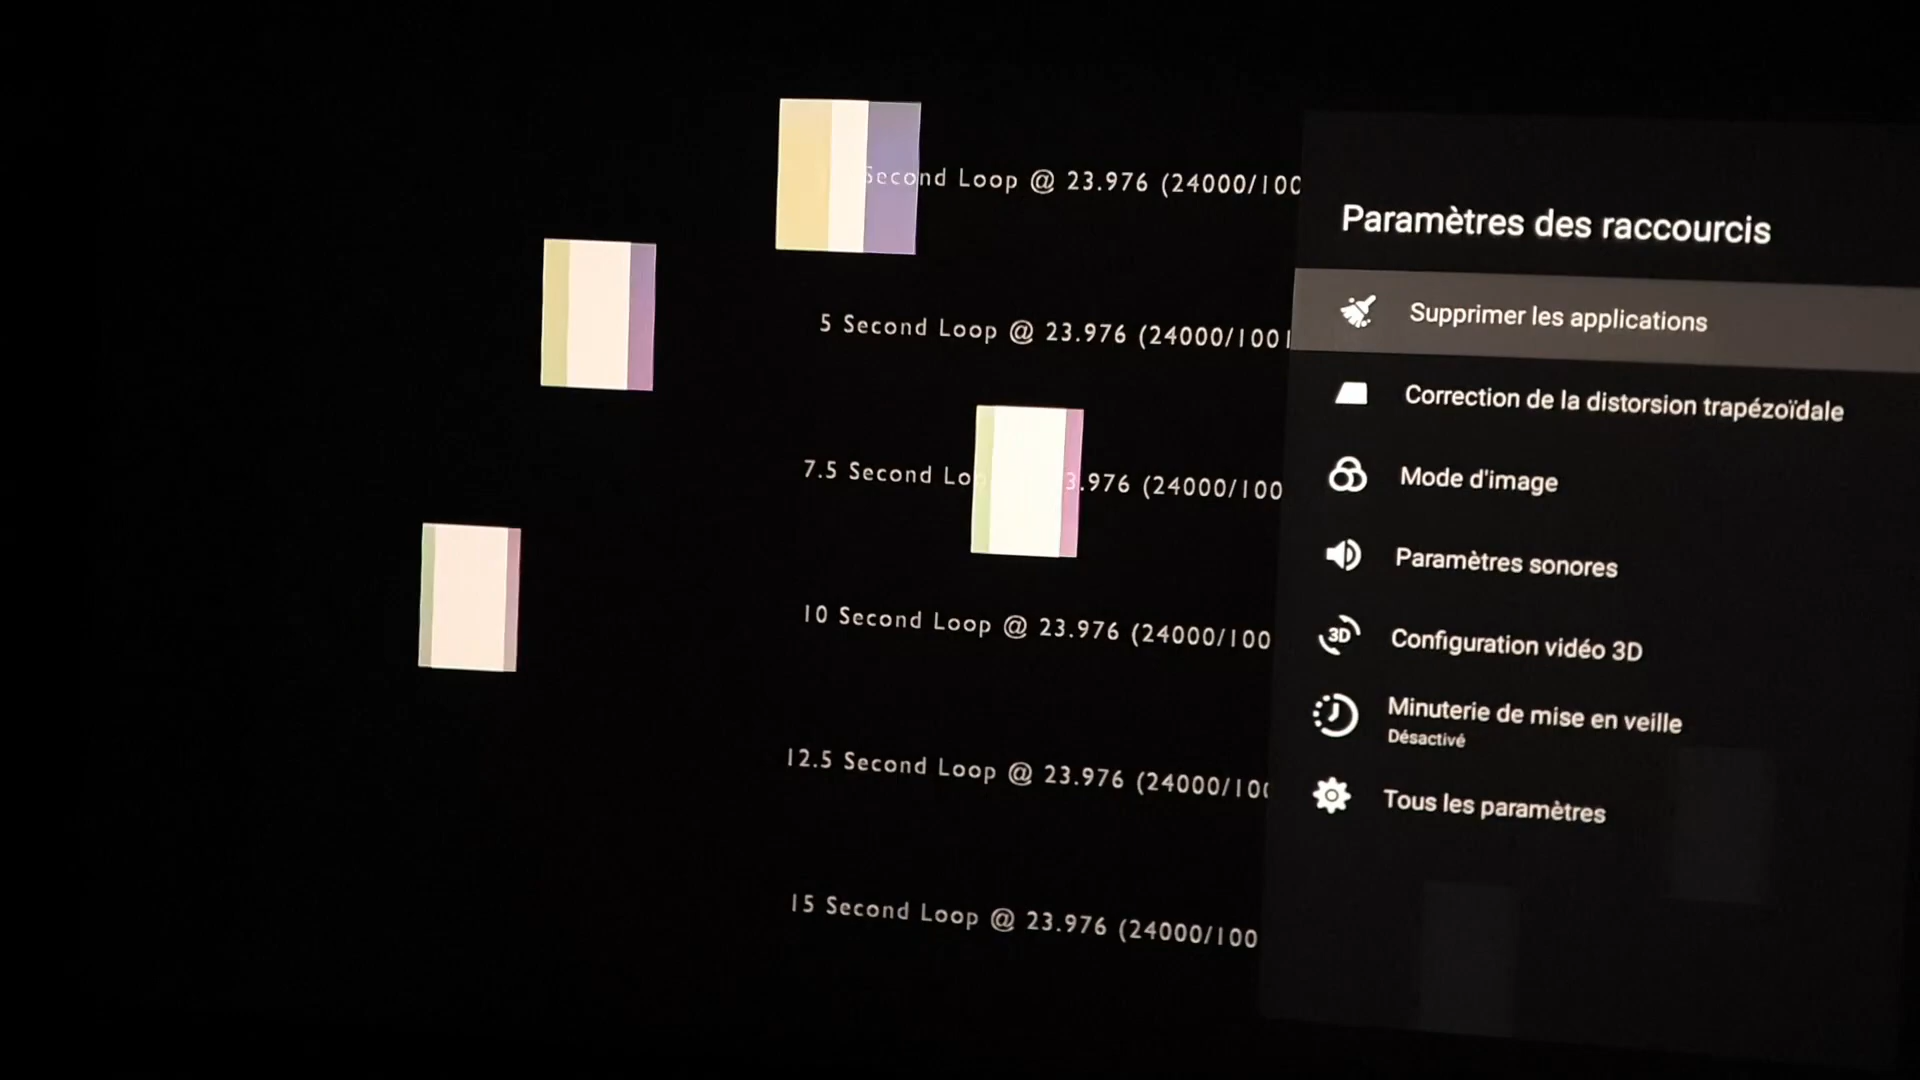 Second Loop @ 23.976 (24000/100
5 Second Loop @ 23.976 (24000/1001
7.5 Second Lo 3.976 (24000/100
10 Second Loop @ 23.976 (24000/100
12.5 Second Loop @ 23.976 (24000/100
15 Second Loop @ 23.976 (24000/100
Paramètres des raccourcis
Supprimer les applications
Correction de la distorsion trapézoïdale
Mode d'image
Paramètres sonores
3D Configuration vidéo 3D
Minuterie de mise en veille
Désactivé
Tous les paramètres